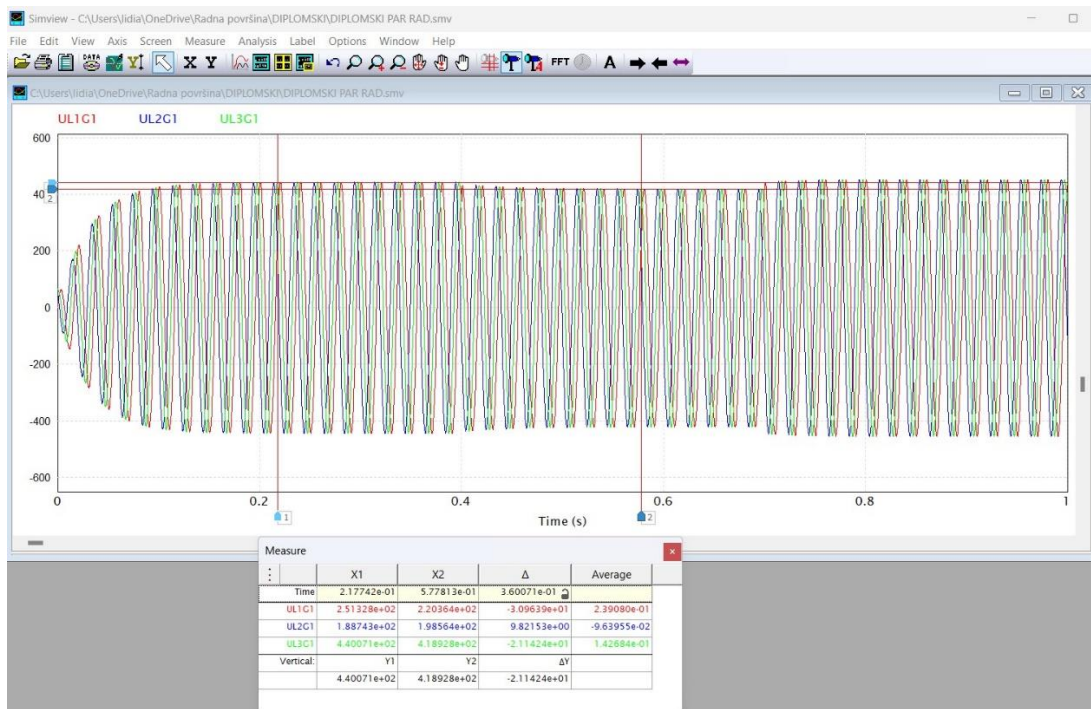 Simview - C:\Users\lidia\OneDrive\Radna površina\DIPLOMSKI\DIPLOMSKI PAR RAD.smv
File Edit View Axis Screen Measure Analysis Label Options Window Help
DATA Y X Y FFT A
C:\Users\lidia\OneDrive\Radna površina\DIPLOMSKI\DIPLOMSKI PAR RAD.smv
UL1G1 UL2G1 UL3G1
600
400
2
200
0
-200
-400
-600
0 0.2 0.4 0.6 0.8 1
1 2
Time (s)
Measure
X1 X2 Δ Average
Time 2.17742e-01 5.77813e-01 3.60071e-01
UL1G1 2.51328e+02 2.20364e+02 -3.09639e+01 2.39080e-01
UL2G1 1.88743e+02 1.98564e+02 9.82153e+00 -9.63955e-02
UL3G1 4.40071e+02 4.18928e+02 -2.11424e+01 1.42684e-01
Vertical: Y1 Y2 ΔY
4.40071e+02 4.18928e+02 -2.11424e+01